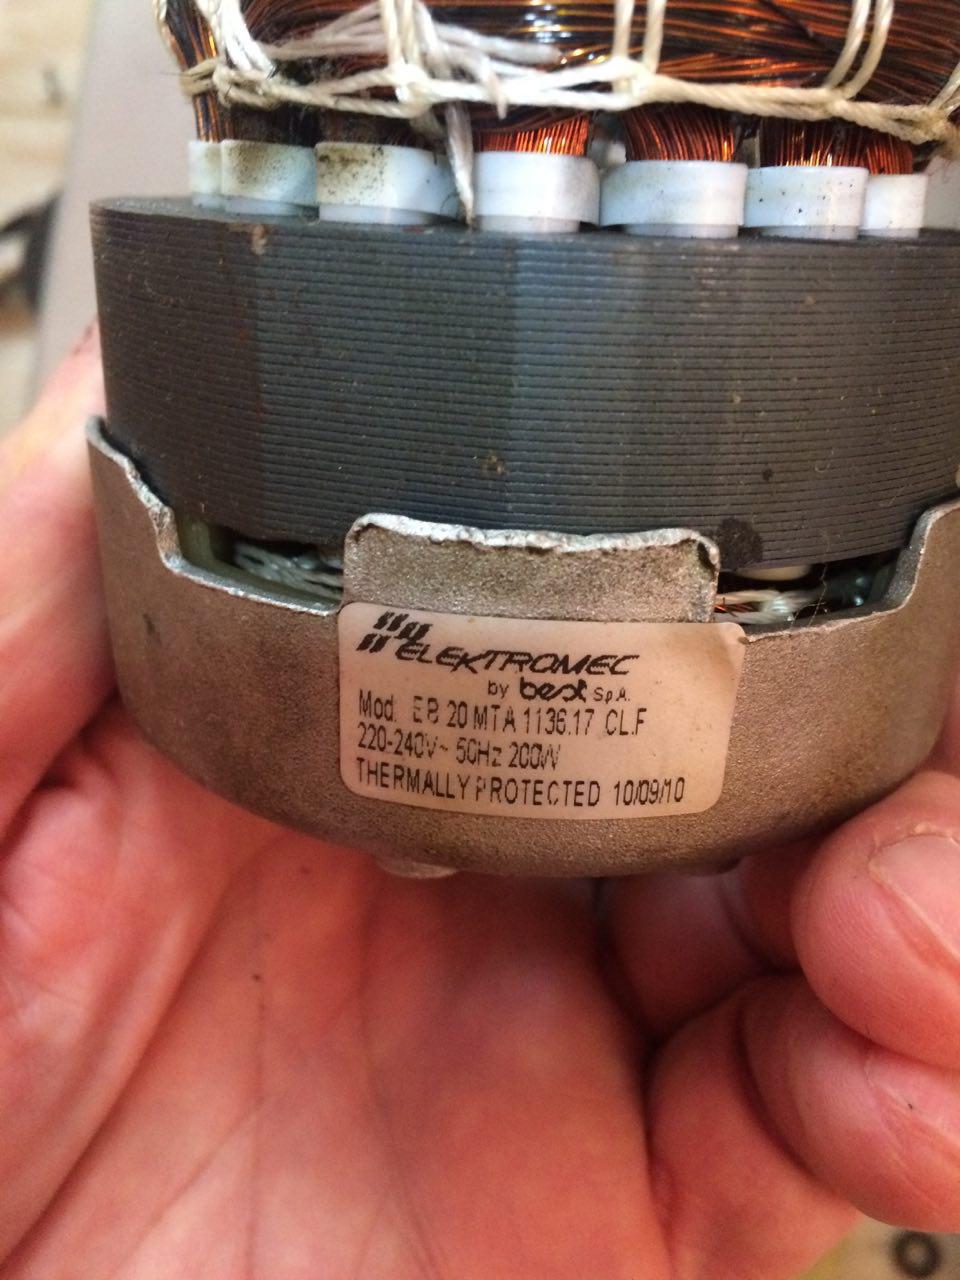 ELEKTROMEC
by best S.p.A.
Mod. EB 20 MTA 1136.17 CL.F
220-240V~ 50Hz 200W
THERMALLY PROTECTED 10/09/10